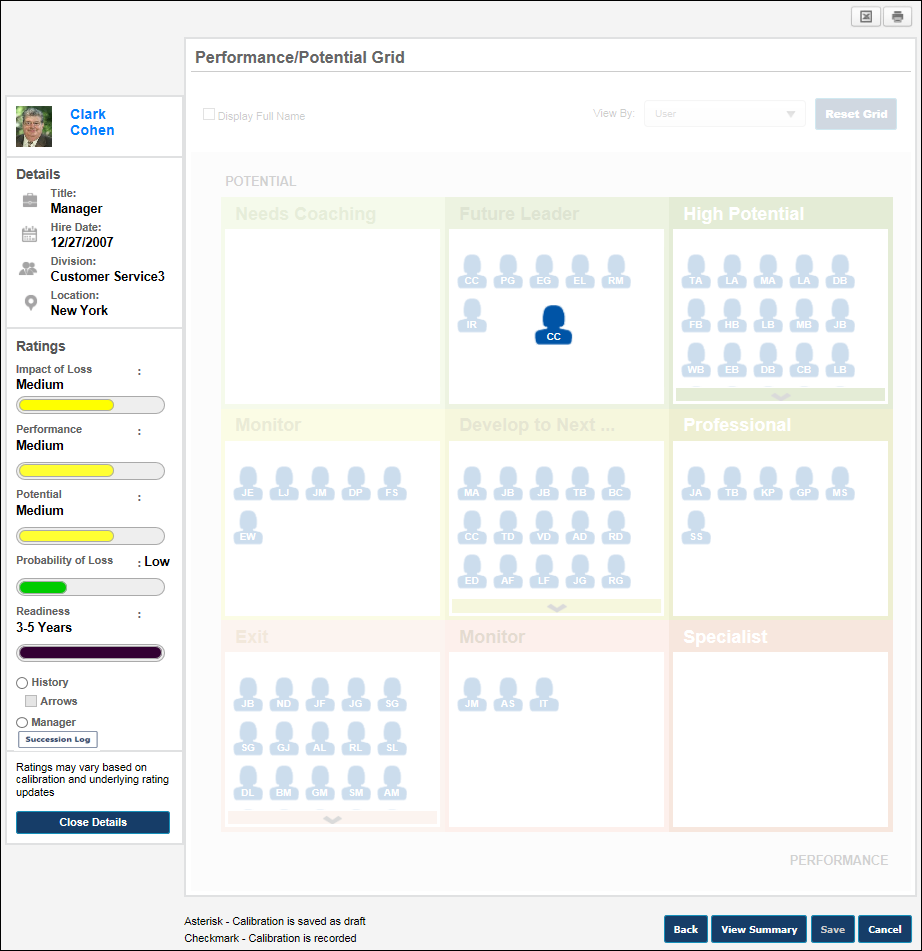 Performance/Potential Grid
Clark
Cohen
Display Full Name
View By:
User
Reset Grid
Details
Title:
Manager
Hire Date:
12/27/2007
Division:
Customer Service3
Location:
New York
Ratings
Impact of Loss :
Medium
Performance :
Medium
Potential :
Medium
Probability of Loss : Low
Readiness :
3-5 Years
History
Arrows
Manager
Succession Log
Ratings may vary based on
calibration and underlying rating
updates
Close Details
POTENTIAL
Needs Coaching
Future Leader
CC PG EG EL RM
IR
CC
High Potential
TA LA MA LA DB
FB HB LB MB JB
WB EB DB CB LB
Monitor
JE LJ JM DP FS
EW
Develop to Next ...
MA JB JB TB BC
CC TD VD AD RD
ED AF LF JG RG
Professional
JA TB KP GP MS
SS
Exit
JB ND JF JG SG
SG GJ AL RL SL
DL BM GM SM AM
Monitor
JM AS IT
Specialist
PERFORMANCE
Asterisk - Calibration is saved as draft
Checkmark - Calibration is recorded
Back
View Summary
Save
Cancel